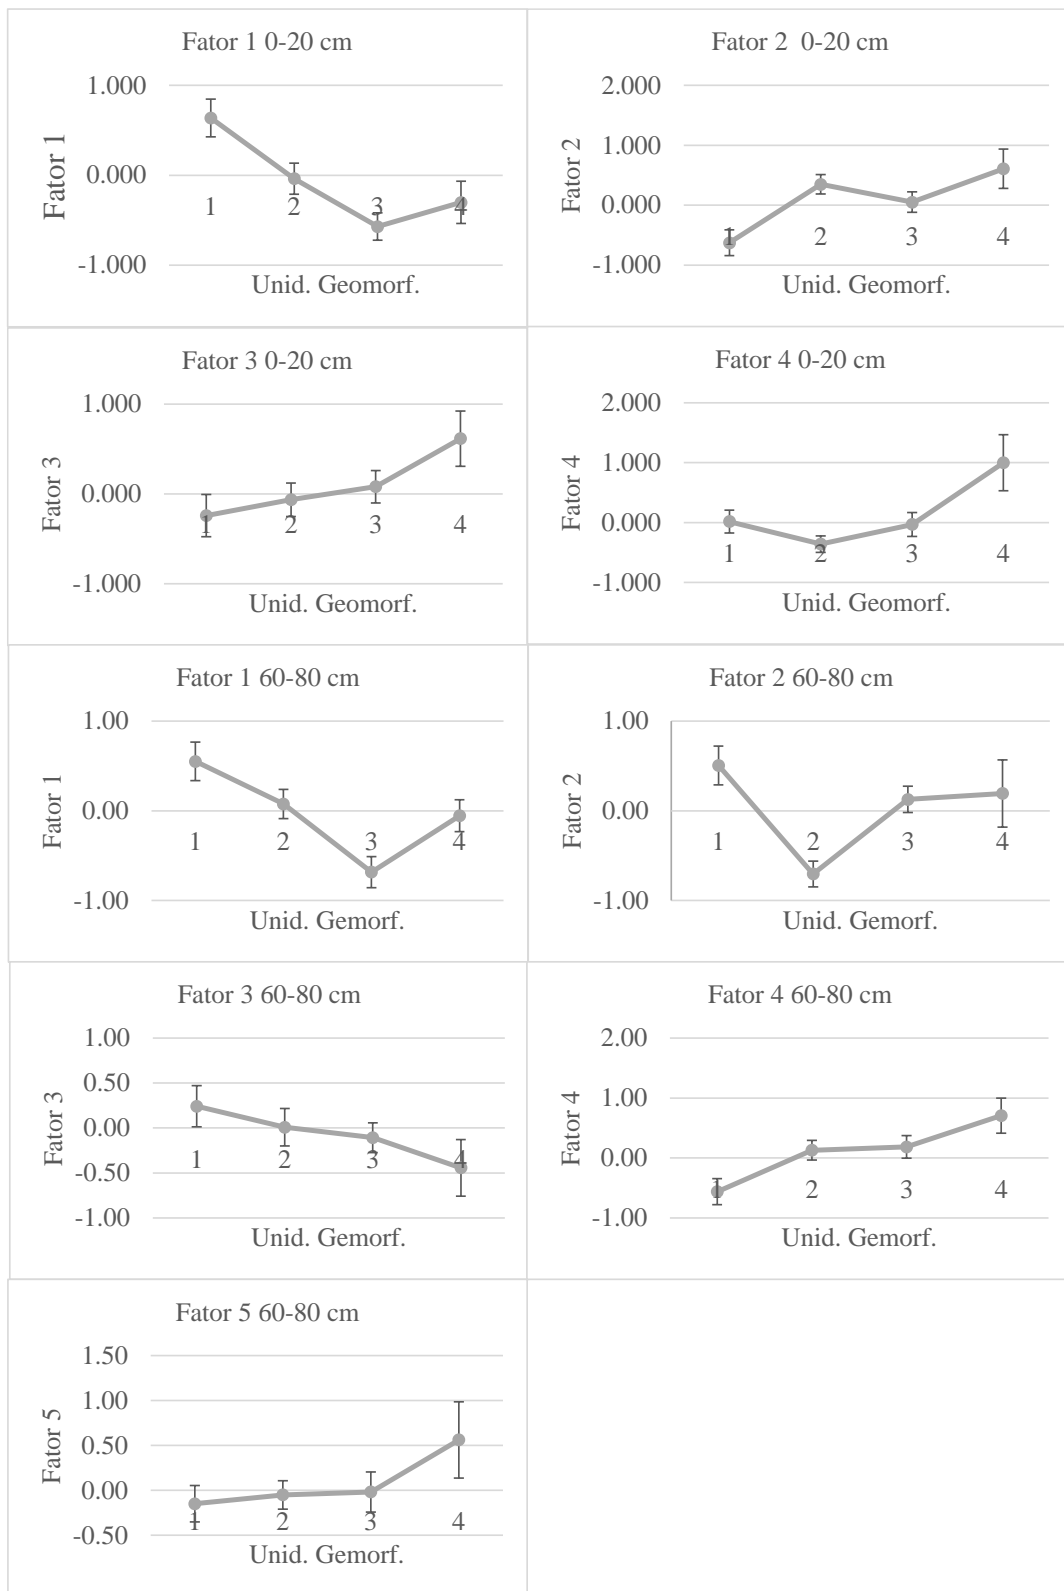 Fator 1 0-20 cm
1.000
0.000
-1.000
Fator 1
1 2 3 4
Unid. Geomorf.
Fator 2 0-20 cm
2.000
1.000
0.000
-1.000
Fator 2
1 2 3 4
Unid. Geomorf.
Fator 3 0-20 cm
1.000
0.000
-1.000
Fator 3
1 2 3 4
Unid. Geomorf.
Fator 4 0-20 cm
2.000
1.000
0.000
-1.000
Fator 4
1 2 3 4
Unid. Geomorf.
Fator 1 60-80 cm
1.00
0.00
-1.00
Fator 1
1 2 3 4
Unid. Gemorf.
Fator 2 60-80 cm
1.00
0.00
-1.00
Fator 2
1 2 3 4
Unid. Gemorf.
Fator 3 60-80 cm
1.00
0.50
0.00
-0.50
-1.00
Fator 3
1 2 3 4
Unid. Gemorf.
Fator 4 60-80 cm
2.00
1.00
0.00
-1.00
Fator 4
1 2 3 4
Unid. Gemorf.
Fator 5 60-80 cm
1.50
1.00
0.50
0.00
-0.50
Fator 5
1 2 3 4
Unid. Gemorf.